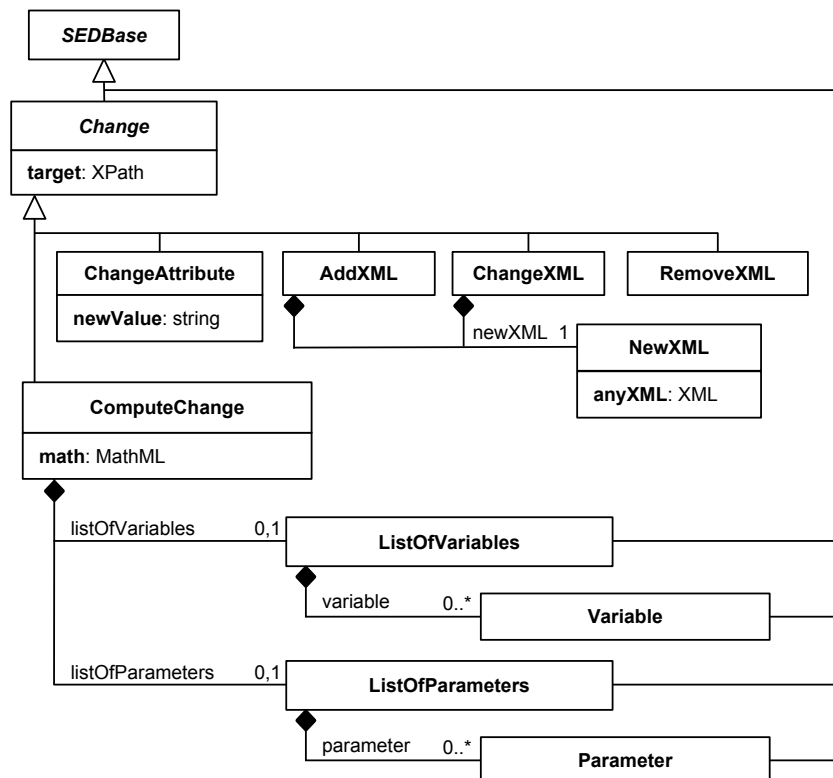 SEDBase
Change
target: XPath
ChangeAttribute
newValue: string
AddXML
ChangeXML
RemoveXML
newXML 1
NewXML
anyXML: XML
ComputeChange
math: MathML
listOfVariables 0,1
ListOfVariables
variable 0..*
Variable
listOfParameters 0,1
ListOfParameters
parameter 0..*
Parameter